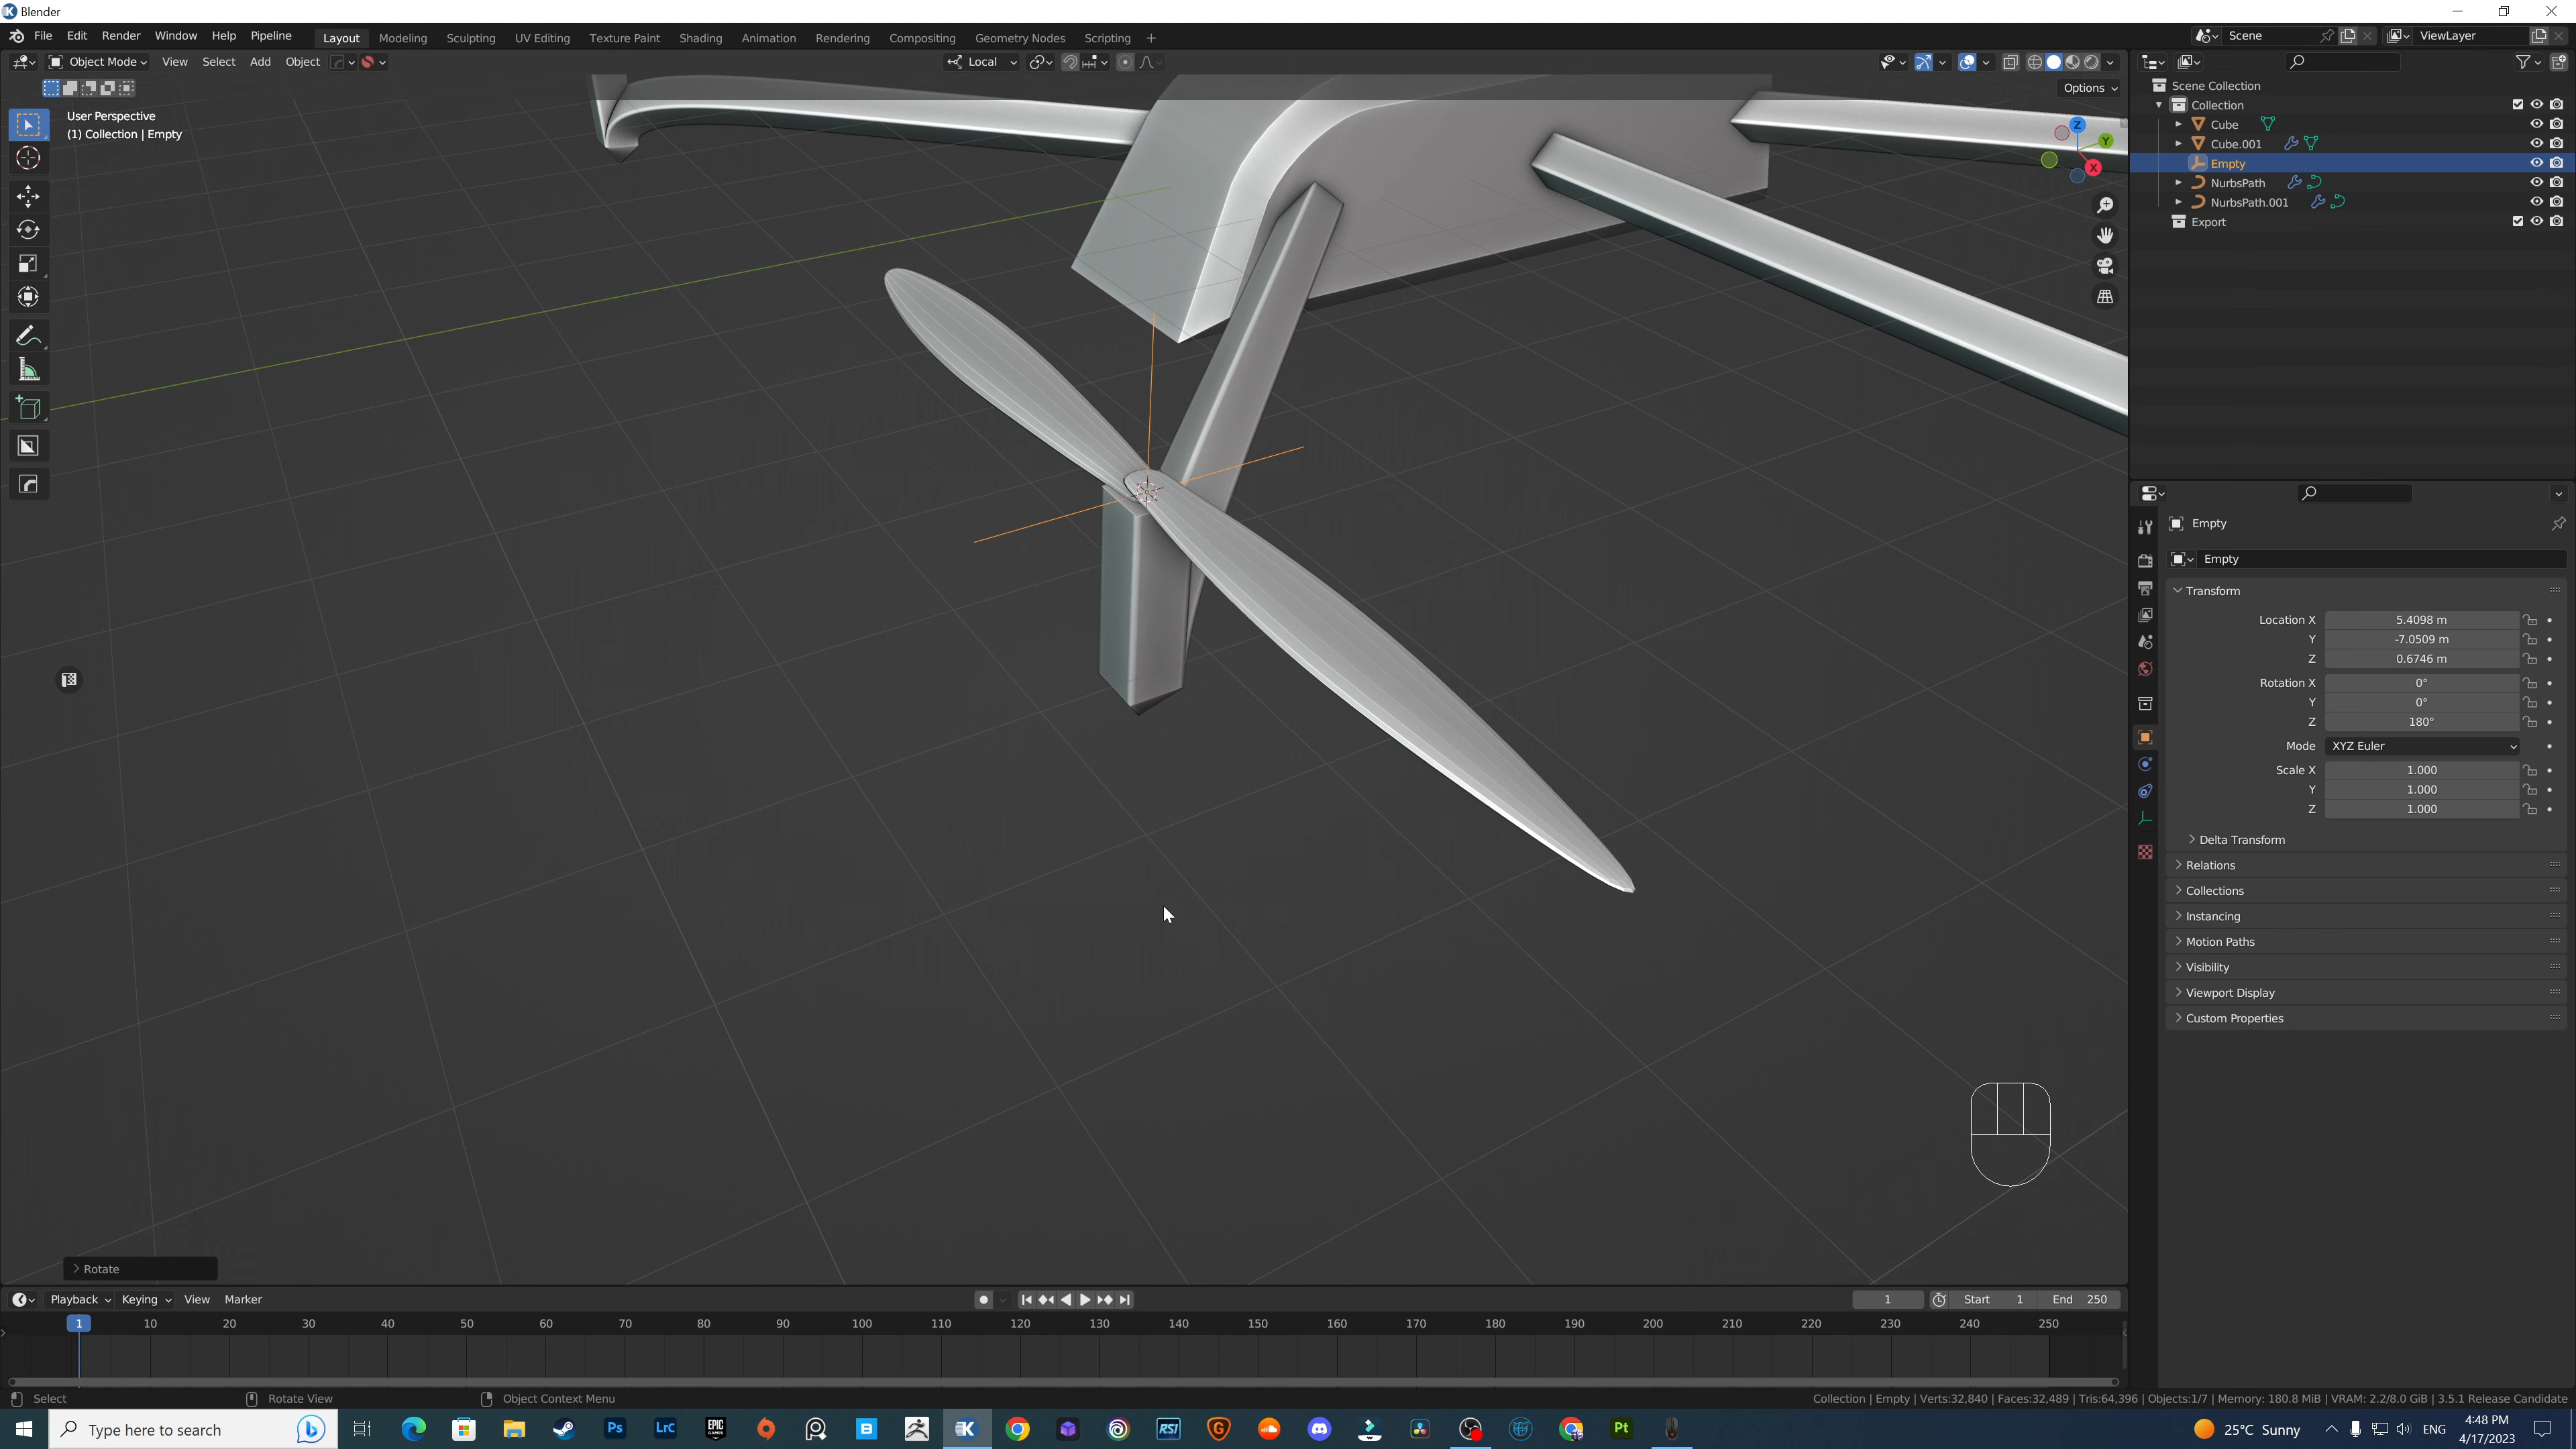 Blender
File Edit Render Window Help Pipeline Layout Modeling Sculpting UV Editing Texture Paint Shading Animation Rendering Compositing Geometry Nodes Scripting + Scene ViewLayer
Object Mode View Select Add Object Local
Options
User Perspective
(1) Collection | Empty
Z
Y
X
Scene Collection
Collection
Cube
Cube.001
Empty
NurbsPath
NurbsPath.001
Export
Empty
Empty
Transform
Location X 5.4098 m
Y -7.0509 m
Z 0.6746 m
Rotation X 0°
Y 0°
Z 180°
Mode XYZ Euler
Scale X 1.000
Y 1.000
Z 1.000
Delta Transform
Relations
Collections
Instancing
Motion Paths
Visibility
Viewport Display
Custom Properties
Rotate
Playback Keying View Marker 1 Start 1 End 250
1 10 20 30 40 50 60 70 80 90 100 110 120 130 140 150 160 170 180 190 200 210 220 230 240 250
Select Rotate View Object Context Menu Collection | Empty | Verts:32,840 | Faces:32,489 | Tris:64,396 | Objects:1/7 | Memory: 180.8 MiB | VRAM: 2.2/8.0 GiB | 3.5.1 Release Candidate
Type here to search Ps LrC EPIC GAMES B K RSI G Pt 25°C Sunny ENG 4:48 PM
4/17/2023